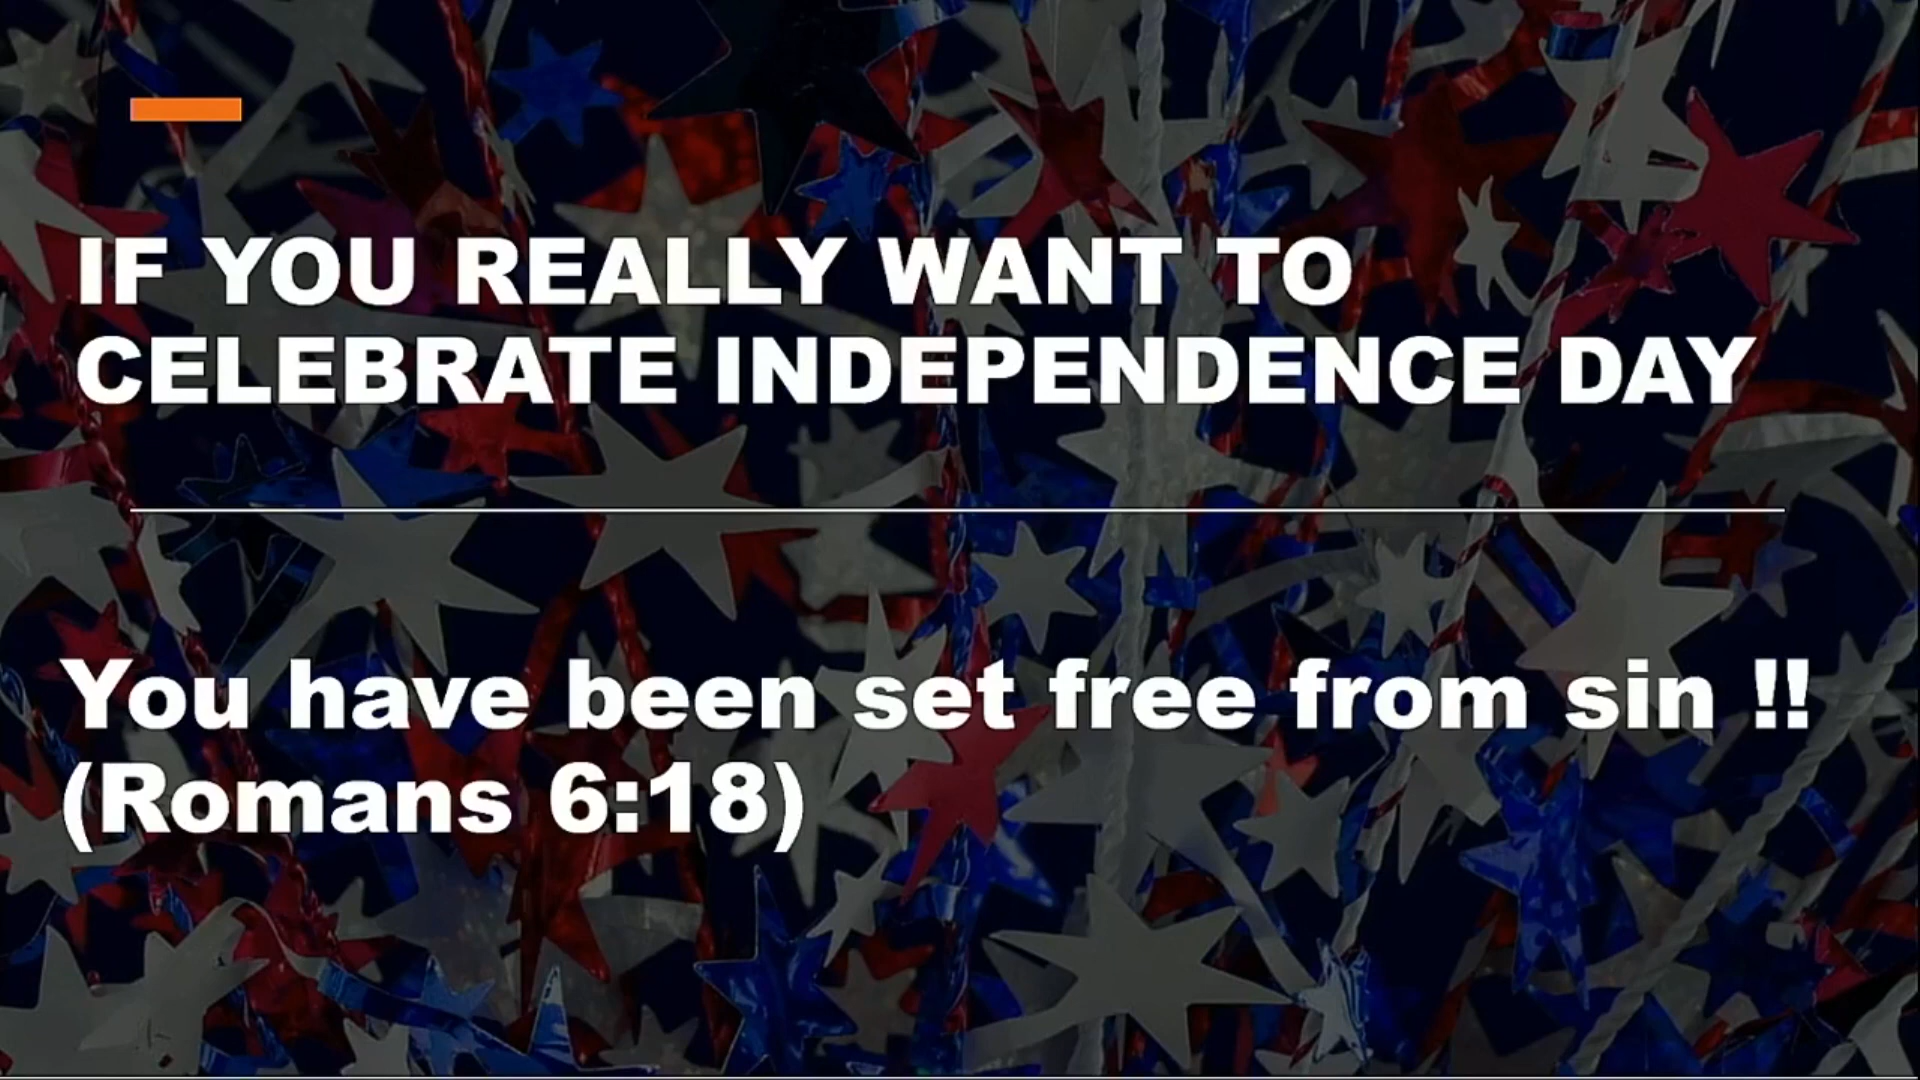 IF YOU REALLY WANT TO
CELEBRATE INDEPENDENCE DAY
You have been set free from sin !!
(Romans 6:18)